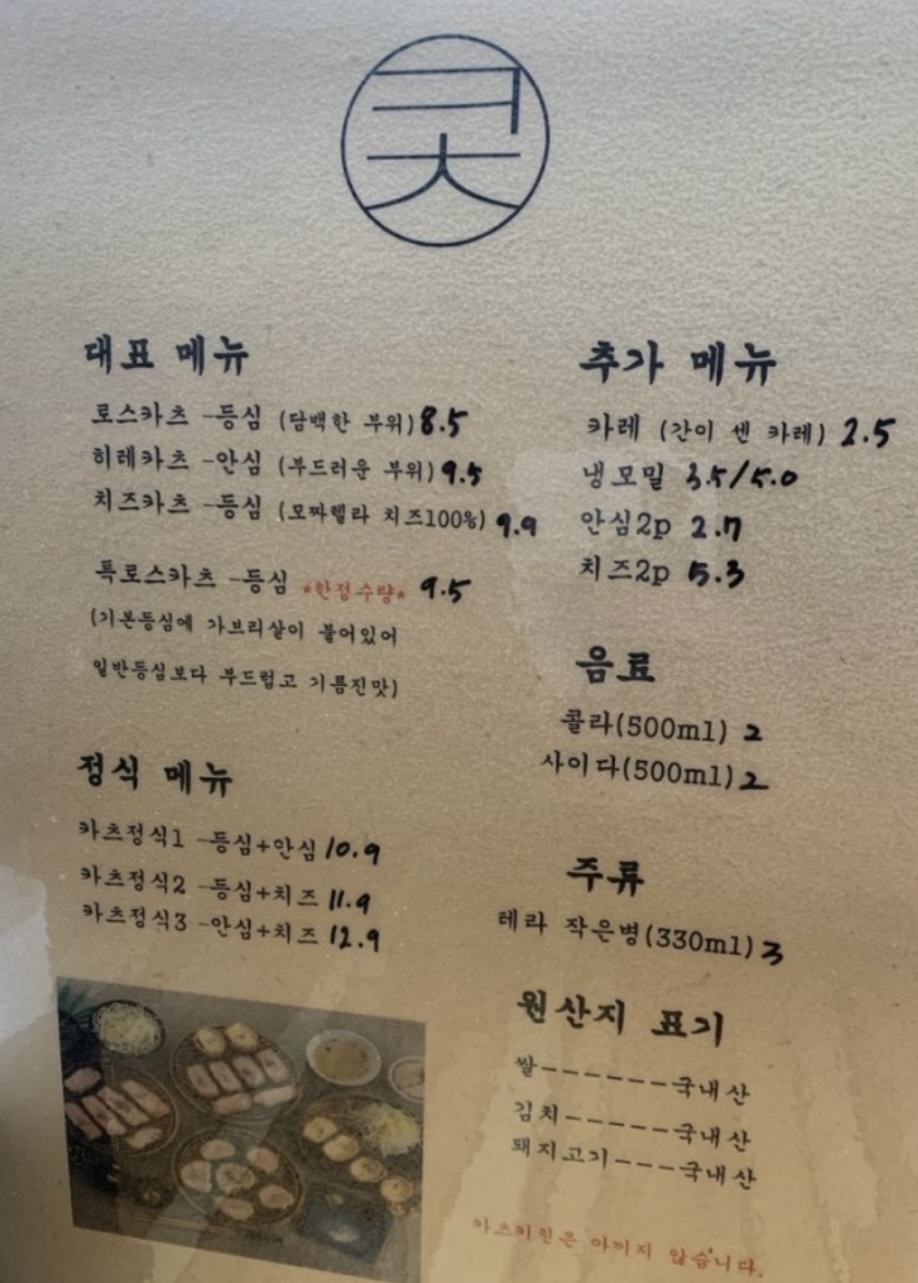 대표 메뉴
로스카츠 -등심 (담백한 부위) 8.5
히레카츠 -안심 (부드러운 부위) 9.5
치즈카츠 -등심 (모짜렐라 치즈100%) 9.9
특로스카츠 -등심 *한정수량* 9.5
(기본등심에 가브리살이 붙어있어
일반등심보다 부드럽고 기름진맛)
정식 메뉴
카츠정식1 -등심+안심 10.9
카츠정식2 -등심+치즈 11.9
카츠정식3 -안심+치즈 12.9
추가 메뉴
카레 (간이 센 카레) 2.5
냉모밀 3.5/5.0
안심2p 2.7
치즈2p 5.3
음료
콜라(500ml) 2
사이다(500ml) 2
주류
테라 작은병(330ml) 3
원산지 표기
쌀------국내산
김치-----국내산
돼지고기---국내산
아끼지 않습니다.